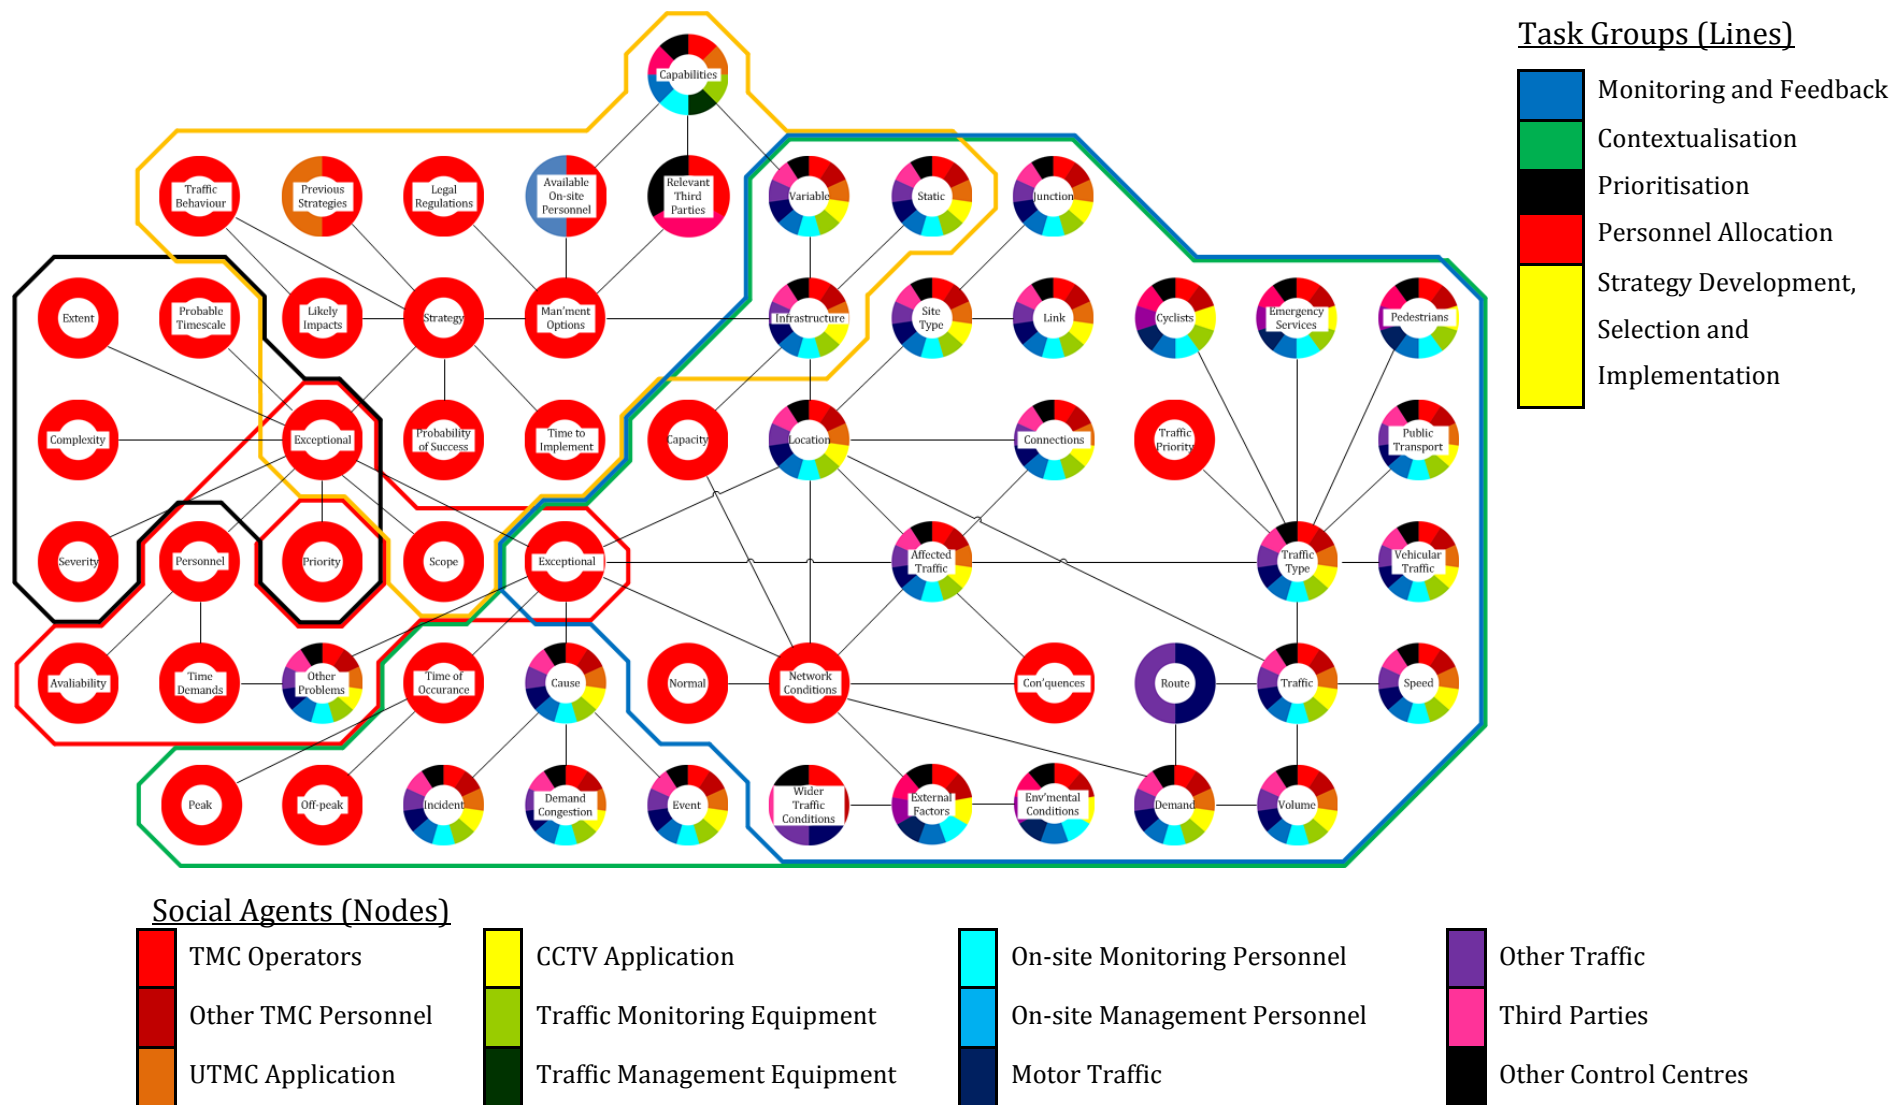 Task Groups (Lines)
Monitoring and Feedback
Contextualisation
Prioritisation
Personnel Allocation
Strategy Development,
Selection and
Implementation
Capabilities
Traffic
Behaviour
Previous
Strategies
Legal
Regulations
Available
On-site
Personnel
Relevant
Third
Parties
Variable
Static
Junction
Extent
Probable
Timescale
Likely
Impacts
Strategy
Man'ment
Options
Infrastructure
Site
Type
Link
Cyclists
Emergency
Services
Pedestrians
Complexity
Exceptional
Probability
of Success
Time to
Implement
Capacity
Location
Connections
Traffic
Priority
Public
Transport
Severity
Personnel
Priority
Scope
Exceptional
Affected
Traffic
Traffic
Type
Vehicular
Traffic
Avaliability
Time
Demands
Other
Problems
Time of
Occurance
Cause
Normal
Network
Conditions
Con'quences
Route
Traffic
Speed
Peak
Off-peak
Incident
Demand
Congestion
Event
Wider
Traffic
Conditions
External
Factors
Env'mental
Conditions
Demand
Volume
Social Agents (Nodes)
TMC Operators
CCTV Application
On-site Monitoring Personnel
Other Traffic
Other TMC Personnel
Traffic Monitoring Equipment
On-site Management Personnel
Third Parties
UTMC Application
Traffic Management Equipment
Motor Traffic
Other Control Centres